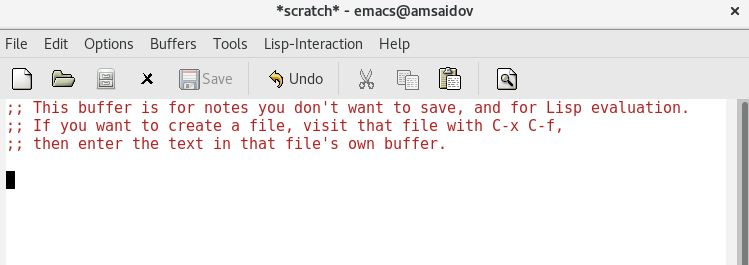 *scratch* - emacs@amsaidov
File Edit Options Buffers Tools Lisp-Interaction Help
Save Undo
;; This buffer is for notes you don't want to save, and for Lisp evaluation.
;; If you want to create a file, visit that file with C-x C-f,
;; then enter the text in that file's own buffer.